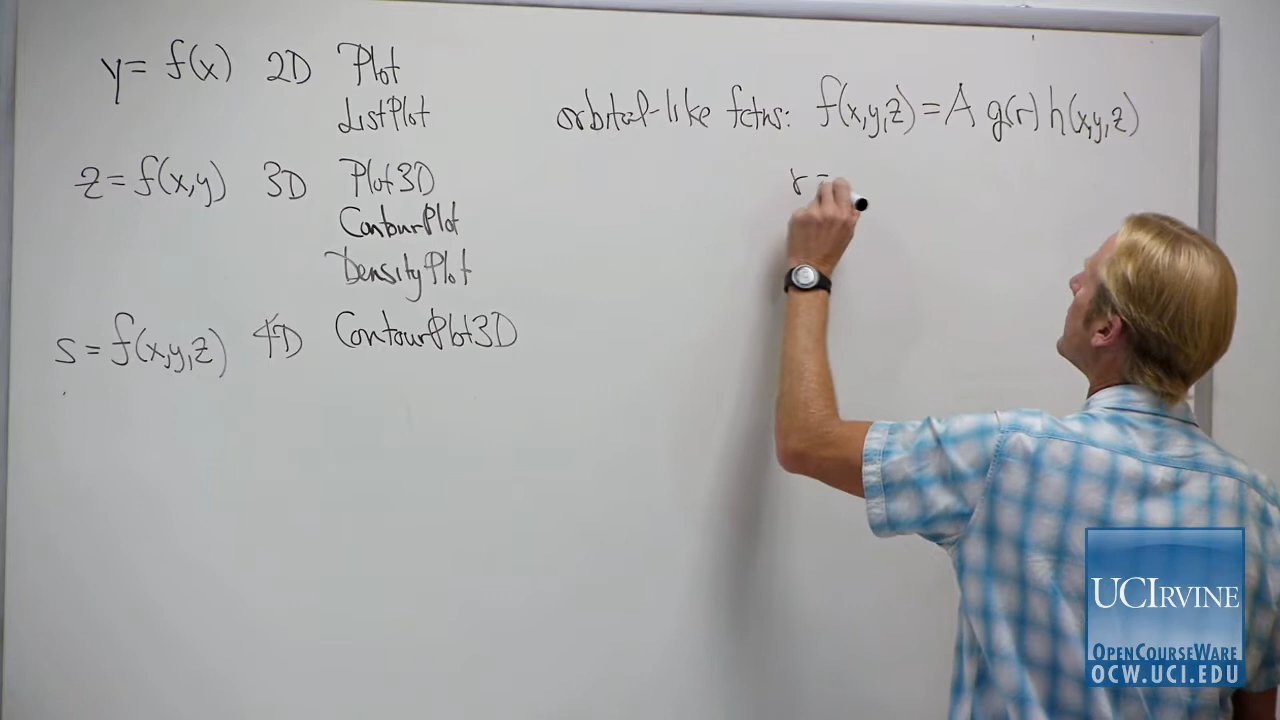 y = f(x) 2D Plot
ListPlot
z = f(x,y) 3D Plot3D
ContourPlot
DensityPlot
s = f(x,y,z) 4D ContourPlot3D
orbital-like fctns: f(x,y,z) = A g(r) h(x,y,z)
r =
UCIRVINE
OPENCOURSEWARE
OCW.UCI.EDU